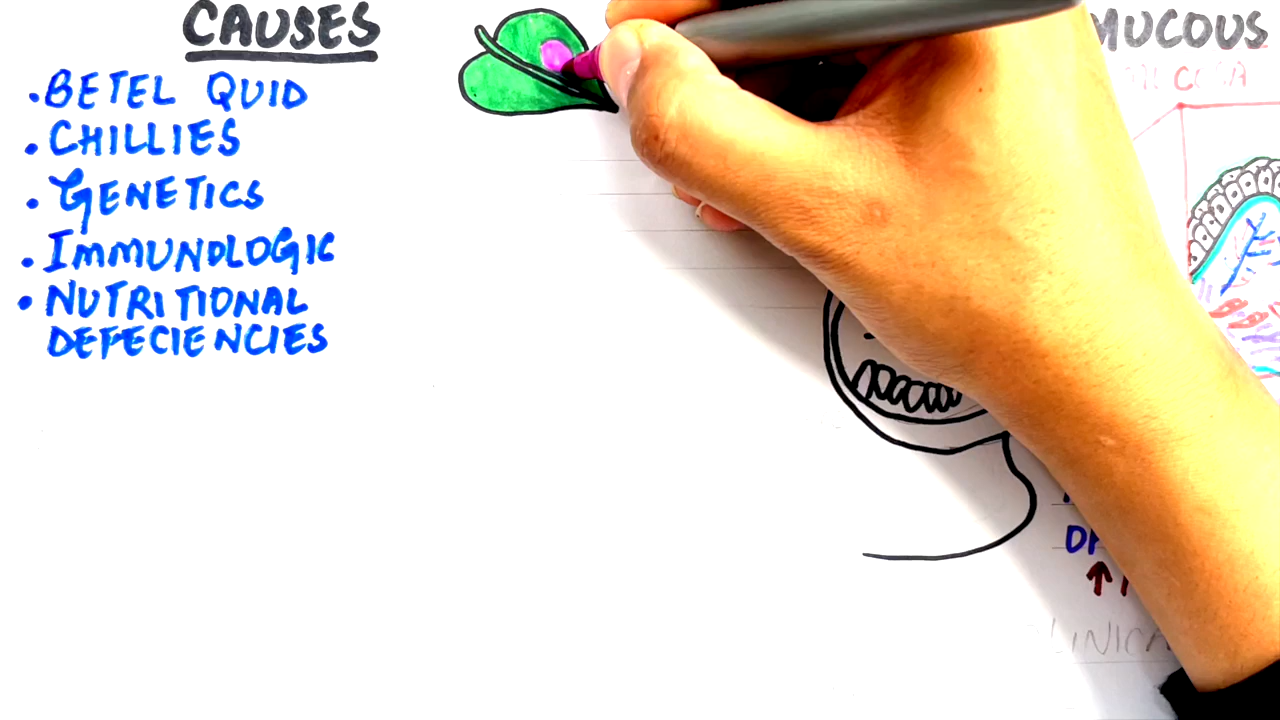 CAUSES
MUCOUS
.BETEL QUID
.CHILLIES
.GENETICS
.IMMUNOLOGIC
.NUTRITIONAL
DEFECIENCIES